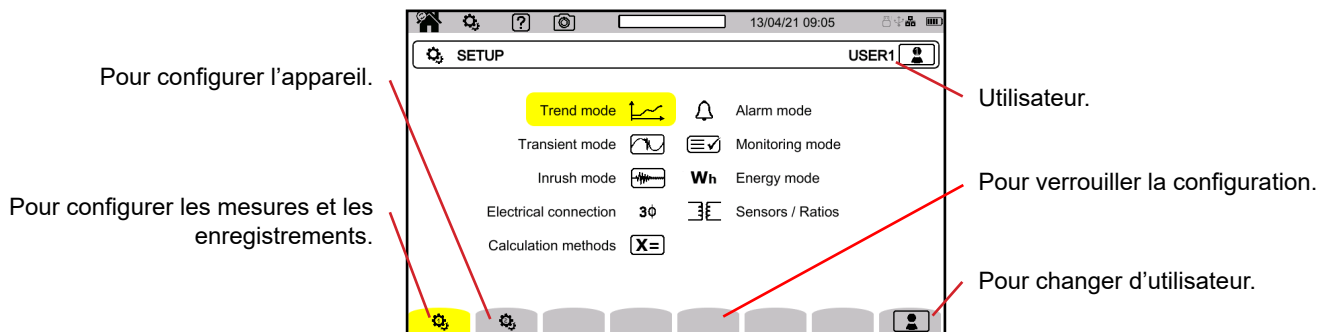 13/04/21 09:05
SETUP
USER1
Pour configurer l'appareil.
Utilisateur.
Trend mode
Alarm mode
Transient mode
Monitoring mode
Inrush mode
Wh Energy mode
Pour verrouiller la configuration.
Pour configurer les mesures et les
enregistrements.
Electrical connection 3ϕ
Sensors / Ratios
Calculation methods X=
Pour changer d'utilisateur.